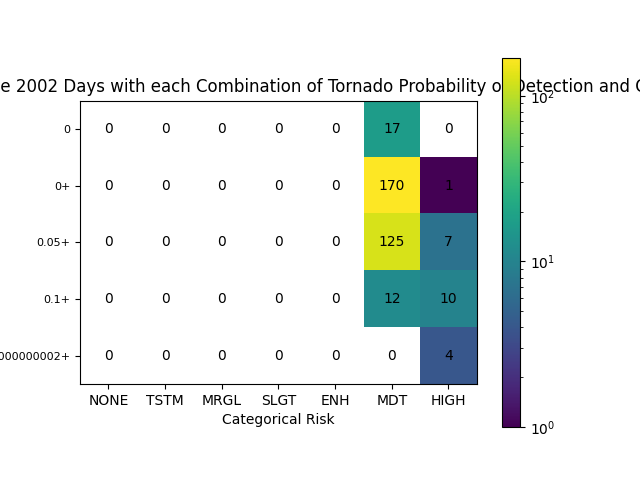 e 2002 Days with each Combination of Tornado Probability of Detection and
0 0 0 0 0 0 17 0
0+ 0 0 0 0 0 170 1
0.05+ 0 0 0 0 0 125 7
0.1+ 0 0 0 0 0 12 10
000000002+ 0 0 0 0 0 0 4
NONE TSTM MRGL SLGT ENH MDT HIGH
Categorical Risk
10²
10¹
10⁰